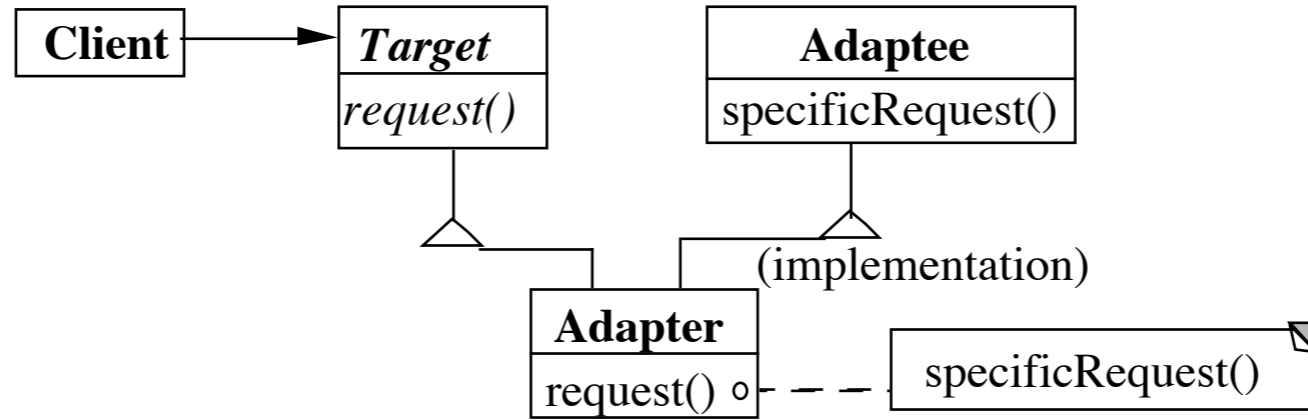 Client
Target
request()
Adaptee
specificRequest()
(implementation)
Adapter
request()
specificRequest()